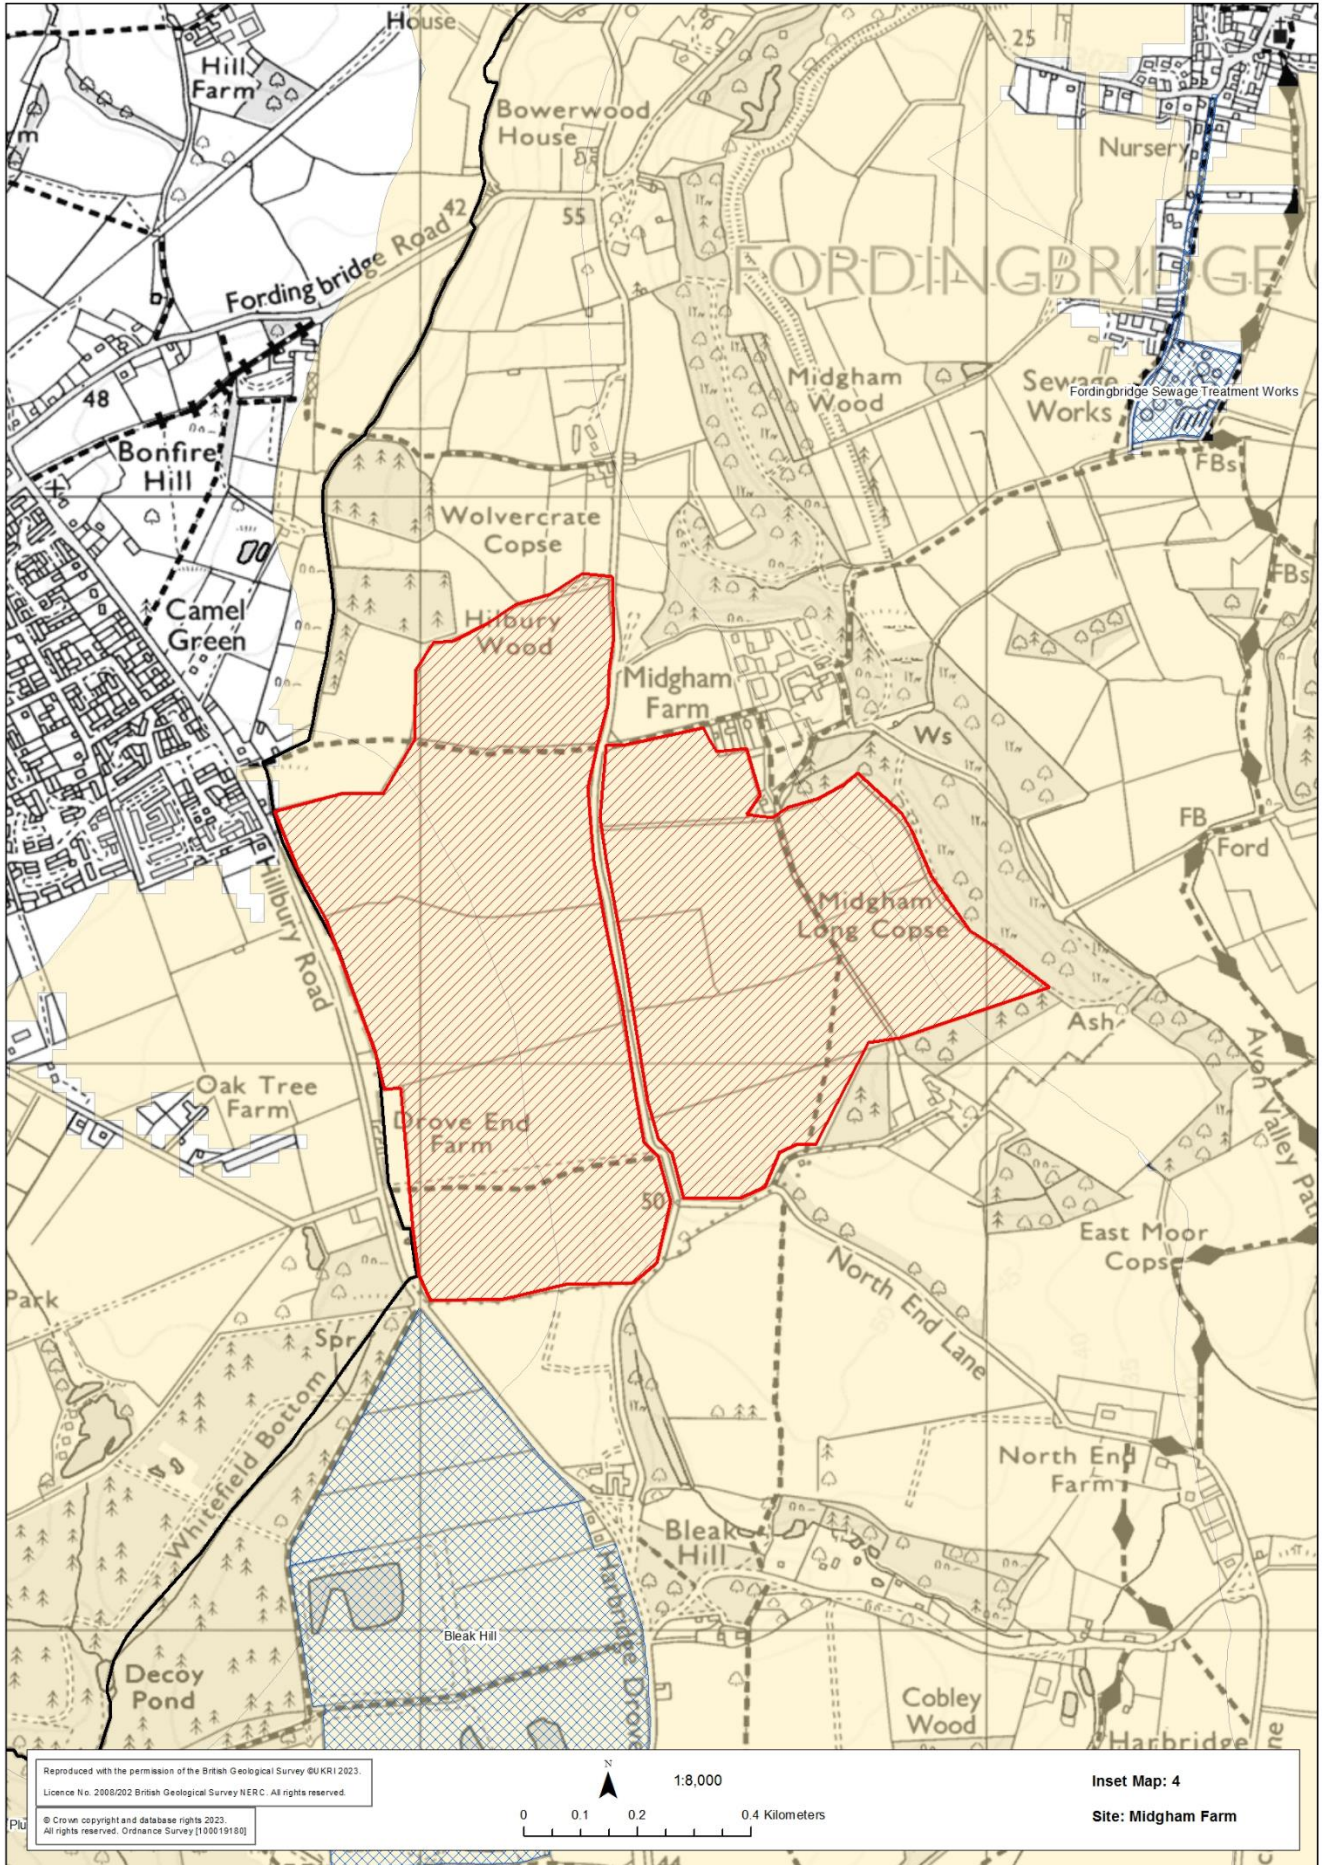 House
Hill
Farm
m
Bowerwood
House
25
Nursery
42
55
Fordingbridge Road
FORDINGBRIDGE
48
Bonfire
Hill
Midgham
Wood
Sewage
Works
Fordingbridge Sewage Treatment Works
FBs
Wolvercrate
Copse
FBs
Camel
Green
Hilbury
Wood
Midgham
Farm
Ws
FB
Ford
Hilbury Road
Midgham
Long Copse
Ash
Avon Valley Path
Oak Tree
Farm
Drove End
Farm
50
East Moor
Copse
North End Lane
Park
Spr
Whitefield Bottom
North End
Farm
Bleak
Hill
Harbridge Drove
Bleak Hill
Decoy
Pond
Cobley
Wood
Harbridge
ne
Reproduced with the permission of the British Geological Survey ©UKRI 2023.
Licence No. 2008/202 British Geological Survey NERC. All rights reserved.
© Crown copyright and database rights 2023.
All rights reserved. Ordnance Survey [100019180]
Plu
N
1:8,000
0 0.1 0.2 0.4 Kilometers
Inset Map: 4
Site: Midgham Farm
44